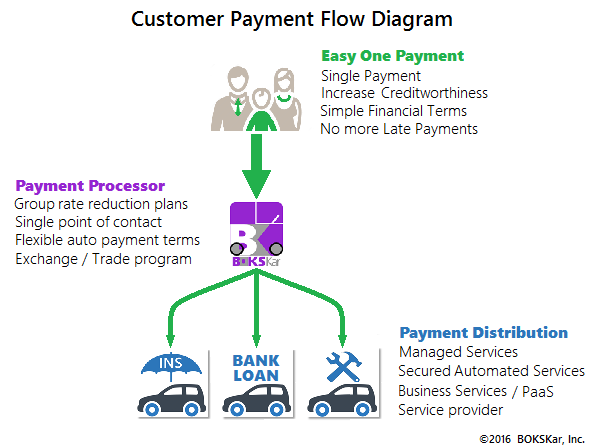 Customer Payment Flow Diagram
Easy One Payment
Single Payment
Increase Creditworthiness
Simple Financial Terms
No more Late Payments
Payment Processor
Group rate reduction plans
Single point of contact
Flexible auto payment terms
Exchange / Trade program
BK
BOKSKar
INS
BANK
LOAN
Payment Distribution
Managed Services
Secured Automated Services
Business Services / PaaS
Service provider
©2016 BOKSKar, Inc.